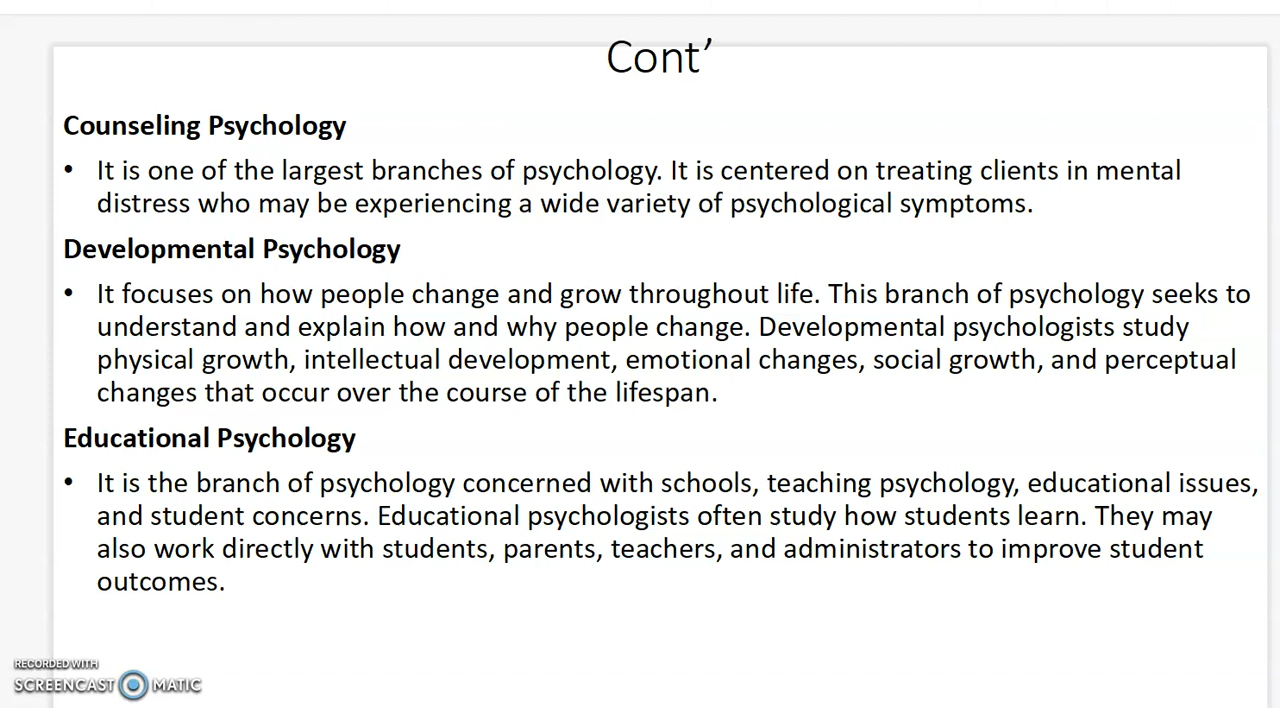 Cont’
Counseling Psychology
• It is one of the largest branches of psychology. It is centered on treating clients in mental
distress who may be experiencing a wide variety of psychological symptoms.
Developmental Psychology
• It focuses on how people change and grow throughout life. This branch of psychology seeks to
understand and explain how and why people change. Developmental psychologists study
physical growth, intellectual development, emotional changes, social growth, and perceptual
changes that occur over the course of the lifespan.
Educational Psychology
• It is the branch of psychology concerned with schools, teaching psychology, educational issues,
and student concerns. Educational psychologists often study how students learn. They may
also work directly with students, parents, teachers, and administrators to improve student
outcomes.
RECORDED WITH
SCREENCAST MATIC